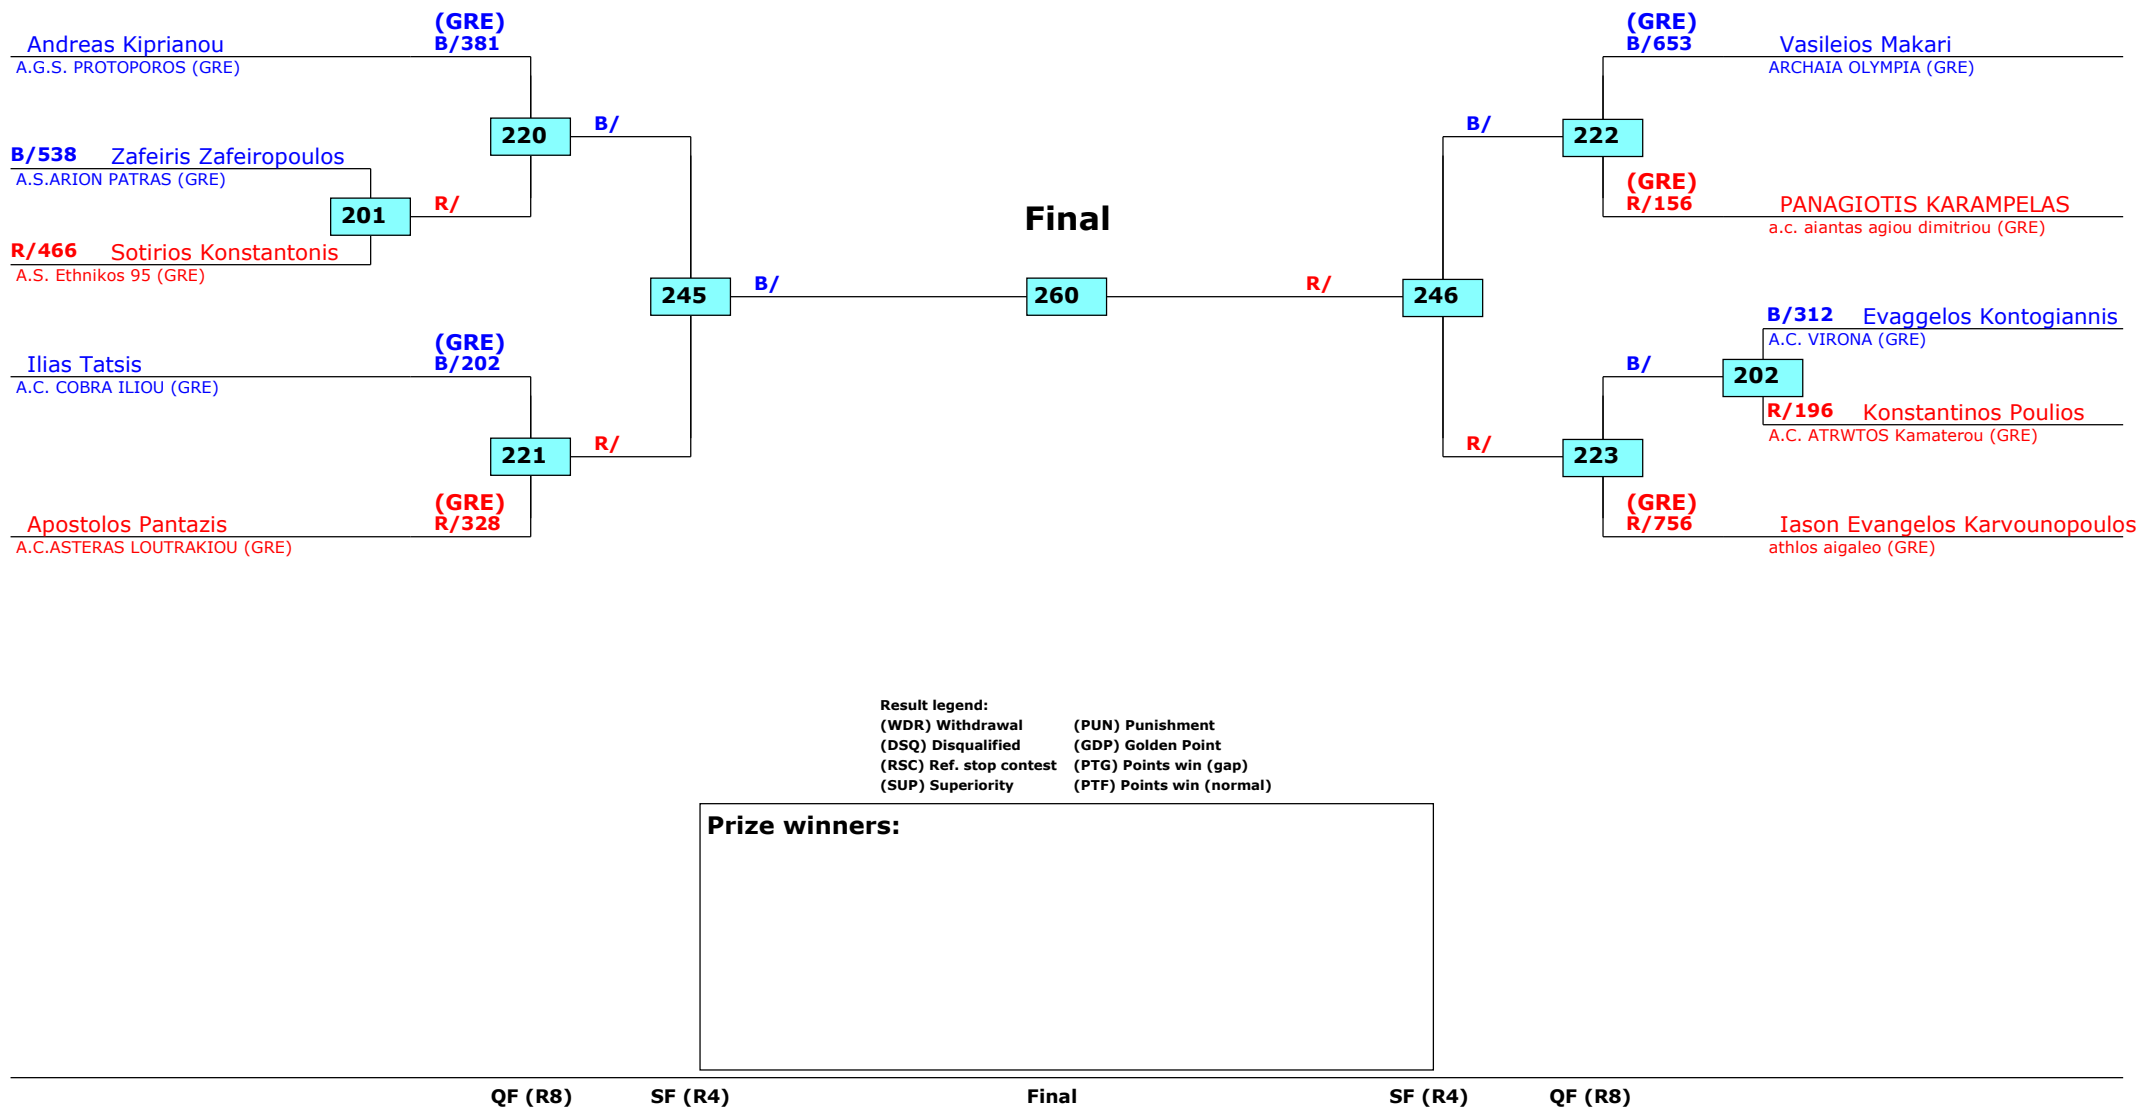 (GRE)
Andreas Kiprianou B/381
A.G.S. PROTOPOROS (GRE)
220 B/
B/538 Zafeiris Zafeiropoulos
A.S.ARION PATRAS (GRE)
201 R/
R/466 Sotirios Konstantonis
A.S. Ethnikos 95 (GRE)
245 B/
(GRE)
Ilias Tatsis B/202
A.C. COBRA ILIOU (GRE)
221 R/
(GRE)
Apostolos Pantazis R/328
A.C.ASTERAS LOUTRAKIOU (GRE)
Final
260
(GRE)
B/653 Vasileios Makari
ARCHAIA OLYMPIA (GRE)
B/ 222
(GRE)
R/156 PANAGIOTIS KARAMPELAS
a.c. aiantas agiou dimitriou (GRE)
R/ 246
B/312 Evaggelos Kontogiannis
A.C. VIRONA (GRE)
B/ 202
R/196 Konstantinos Poulios
A.C. ATRWTOS Kamaterou (GRE)
R/ 223
(GRE)
R/756 Iason Evangelos Karvounopoulos
athlos aigaleo (GRE)
Result legend:
(WDR) Withdrawal (PUN) Punishment
(DSQ) Disqualified (GDP) Golden Point
(RSC) Ref. stop contest (PTG) Points win (gap)
(SUP) Superiority (PTF) Points win (normal)
Prize winners:
QF (R8) SF (R4) Final SF (R4) QF (R8)